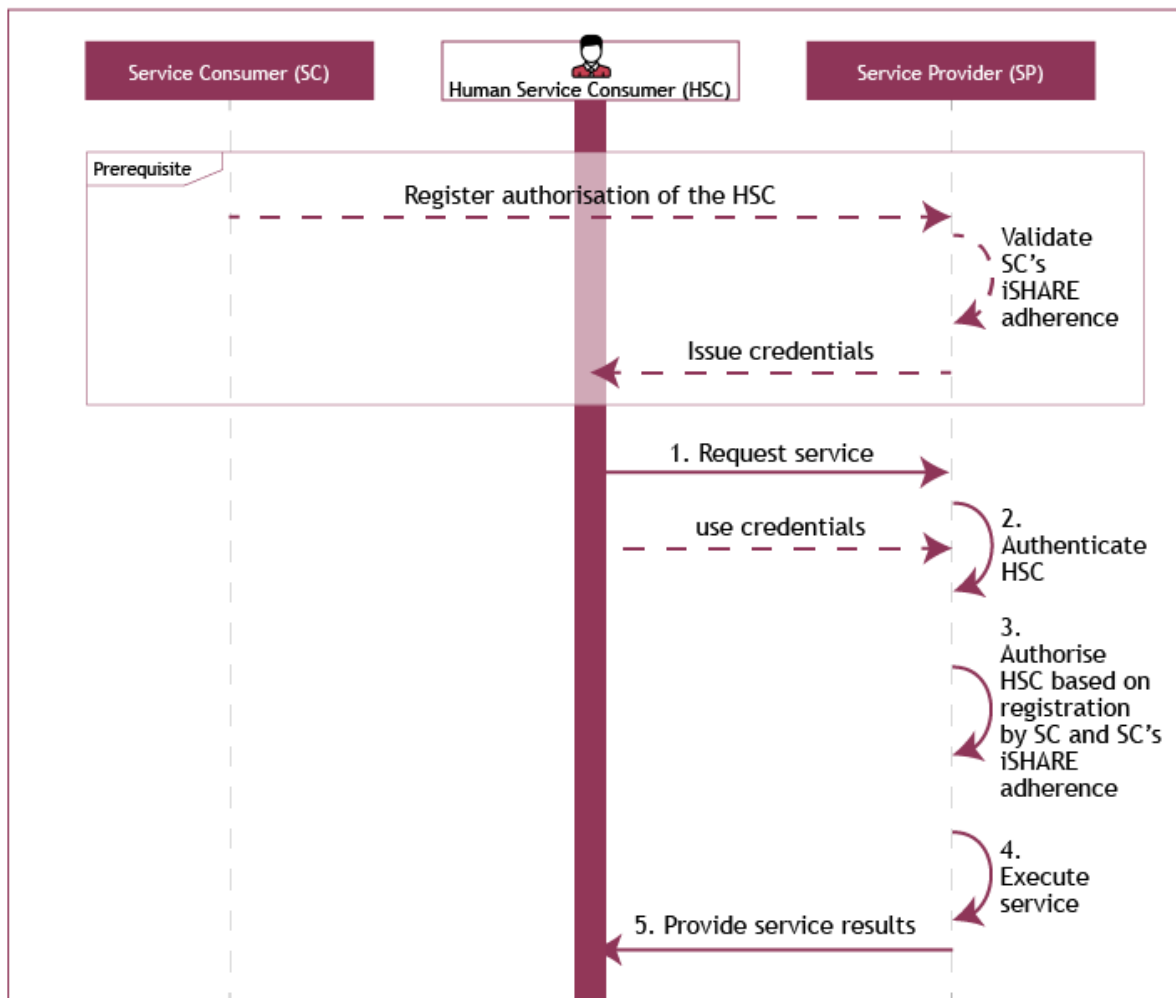 Service Consumer (SC)
Human Service Consumer (HSC)
Service Provider (SP)
Prerequisite
Register authorisation of the HSC
Validate
SC's
iSHARE
adherence
Issue credentials
1. Request service
use credentials
2.
Authenticate
HSC
3.
Authorise
HSC based on
registration
by SC and SC's
iSHARE
adherence
4.
Execute
service
5. Provide service results